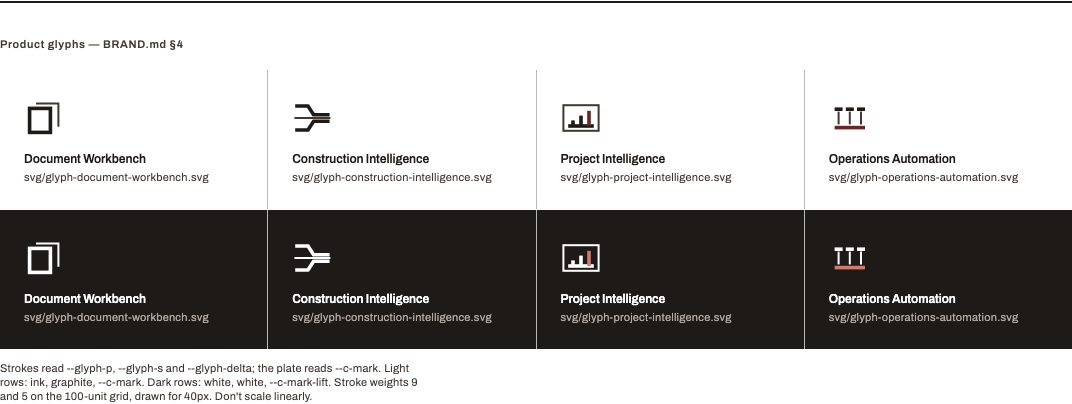 Product glyphs — BRAND.md §4
Document Workbench
svg/glyph-document-workbench.svg
Construction Intelligence
svg/glyph-construction-intelligence.svg
Project Intelligence
svg/glyph-project-intelligence.svg
Operations Automation
svg/glyph-operations-automation.svg
Document Workbench
svg/glyph-document-workbench.svg
Construction Intelligence
svg/glyph-construction-intelligence.svg
Project Intelligence
svg/glyph-project-intelligence.svg
Operations Automation
svg/glyph-operations-automation.svg
Strokes read --glyph-p, --glyph-s and --glyph-delta; the plate reads --c-mark. Light
rows: ink, graphite, --c-mark. Dark rows: white, white, --c-mark-lift. Stroke weights 9
and 5 on the 100-unit grid, drawn for 40px. Don't scale linearly.